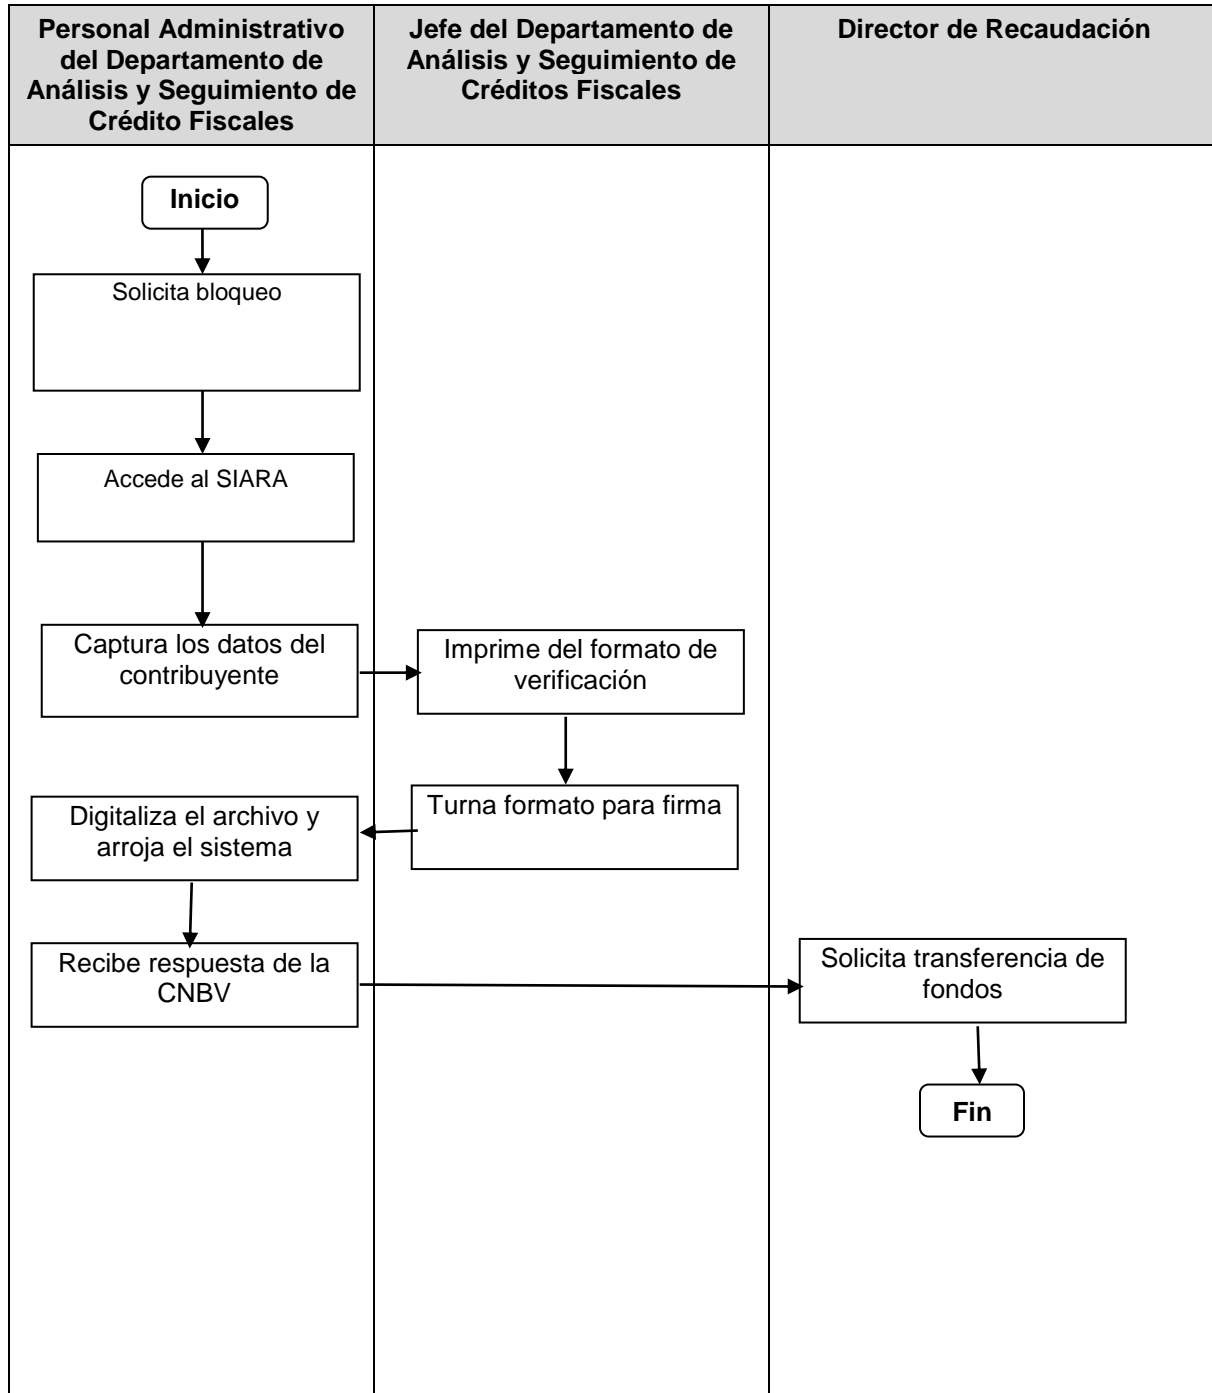 Personal Administrativo
del Departamento de
Análisis y Seguimiento de
Crédito Fiscales
Jefe del Departamento de
Análisis y Seguimiento de
Créditos Fiscales
Director de Recaudación
Inicio
Solicita bloqueo
Accede al SIARA
Captura los datos del
contribuyente
Imprime del formato de
verificación
Turna formato para firma
Digitaliza el archivo y
arroja el sistema
Recibe respuesta de la
CNBV
Solicita transferencia de
fondos
Fin